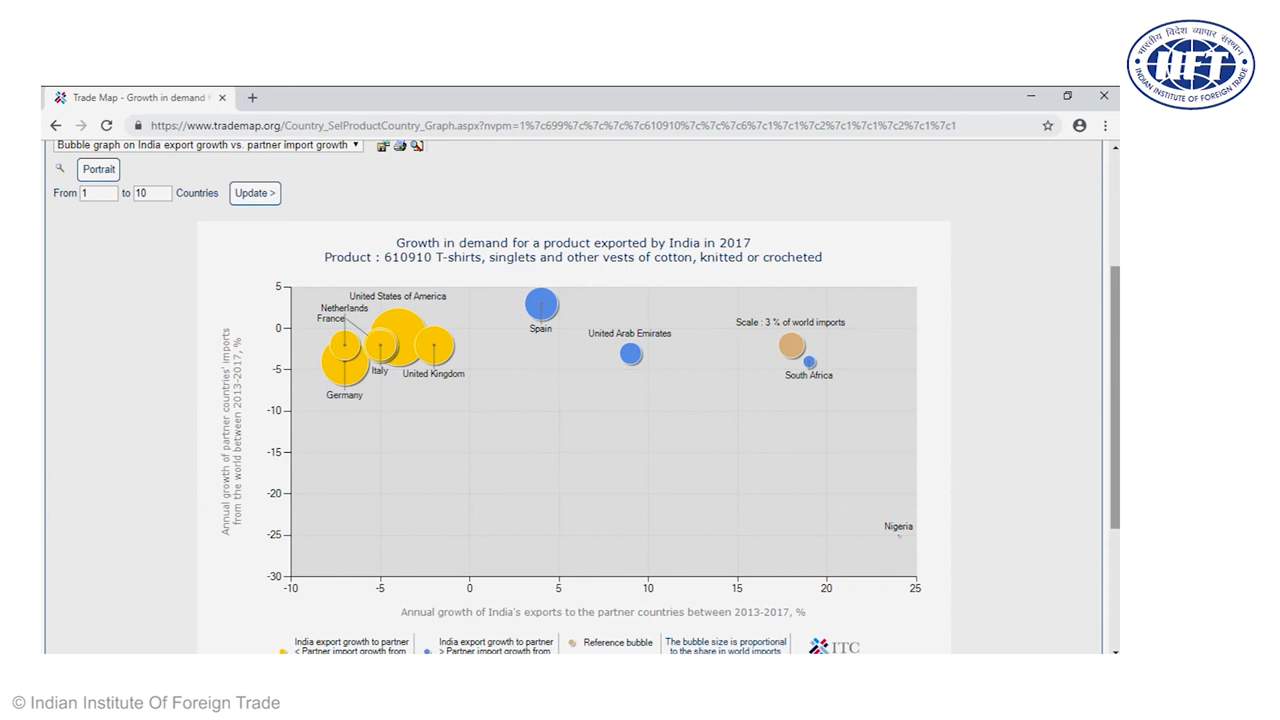 भारतीय विदेश व्यापार संस्थान
IIFT
INDIAN INSTITUTE OF FOREIGN TRADE
Trade Map - Growth in demand f
https://www.trademap.org/Country_SelProductCountry_Graph.aspx?nvpm=1%7c699%7c%7c%7c%7c610910%7c%7c%7c6%7c1%7c1%7c2%7c1%7c1%7c2%7c1%7c1
Bubble graph on India export growth vs. partner import growth
Portrait
From 1 to 10 Countries Update >
Growth in demand for a product exported by India in 2017
Product : 610910 T-shirts, singlets and other vests of cotton, knitted or crocheted
Annual growth of partner countries' imports
from the world between 2013-2017, %
5
0
-5
-10
-15
-20
-25
-30
United States of America
Netherlands
France
Italy
United Kingdom
Germany
Spain
United Arab Emirates
Scale : 3 % of world imports
South Africa
Nigeria
-10 -5 0 5 10 15 20 25
Annual growth of India's exports to the partner countries between 2013-2017, %
India export growth to partner
< Partner import growth from
India export growth to partner
> Partner import growth from
Reference bubble
The bubble size is proportional
to the share in world imports
ITC
© Indian Institute Of Foreign Trade